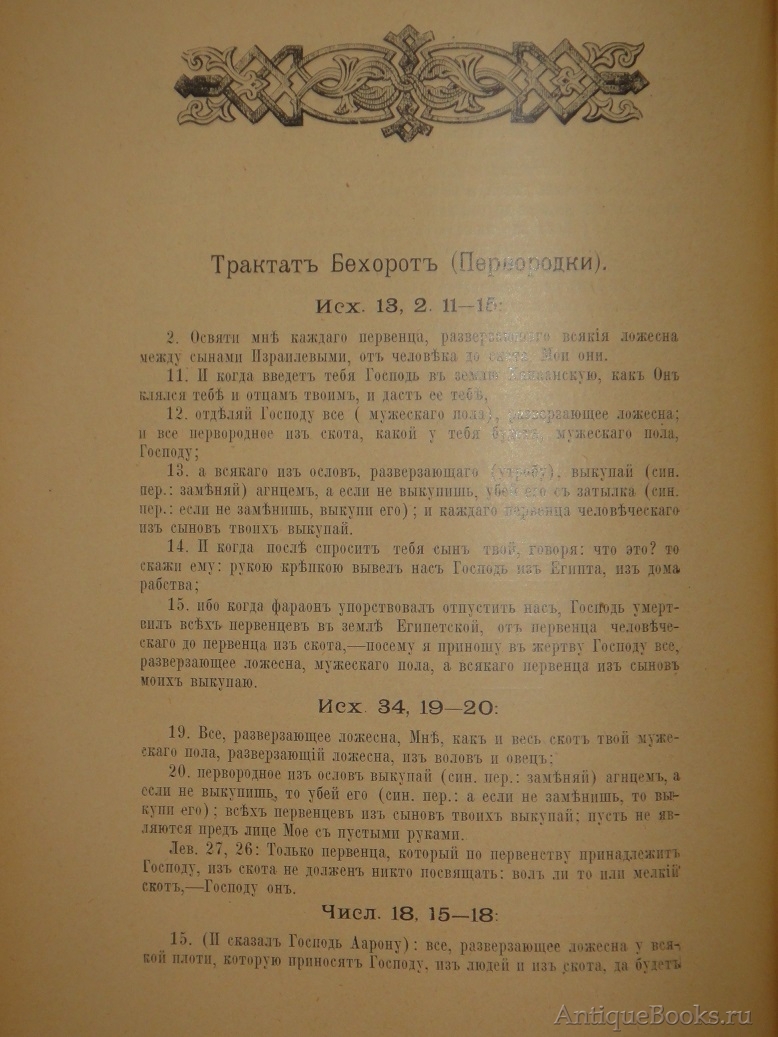 Трактатъ Бехоротъ (Первородки).
Исх. 13, 2. 11—15:
2. Освяти мнѣ каждаго первенца, разверзающаго всякія ложесна
между сынами Израилевыми, отъ человѣка до скота: Мои они.
11. И когда введетъ тебя Господь въ землю Ханаанскую, какъ Онъ
клялся тебѣ и отцамъ твоимъ, и дастъ ее тебѣ,
12. отдѣляй Господу все ( мужескаго пола), разверзающее ложесна;
и все первородное изъ скота, какой у тебя будетъ, мужескаго пола,
Господу;
13. а всякаго изъ ословъ, разверзающаго (утробу), выкупай (син.
пер.: замѣняй) агнцемъ, а если не выкупишь, убей его съ затылка (син.
пер.: если не замѣнишь, выкупи его); и каждаго первенца человѣческаго
изъ сыновъ твоихъ выкупай.
14. И когда послѣ спроситъ тебя сынъ твой, говоря: что это? то
скажи ему: рукою крѣпкою вывелъ насъ Господь изъ Египта, изъ дома
рабства;
15. ибо когда фараонъ упорствовалъ отпустить насъ, Господь умерт-
вилъ всѣхъ первенцевъ въ землѣ Египетской, отъ первенца человѣче-
скаго до первенца изъ скота,—посему я приношу въ жертву Господу все,
разверзающее ложесна, мужескаго пола, а всякаго первенца изъ сыновъ
моихъ выкупаю.
Исх. 34, 19—20:
19. Все, разверзающее ложесна, Мнѣ, какъ и весь скотъ твой муже-
скаго пола, разверзающій ложесна, изъ воловъ и овецъ;
20. первородное изъ ословъ выкупай (син. пер.: замѣняй) агнцемъ, а
если не выкупишь, то убей его (син. пер.: а если не замѣнишь, то вы-
купи его); всѣхъ первенцевъ изъ сыновъ твоихъ выкупай; пусть не яв-
ляются предъ лице Мое съ пустыми руками.
Лев. 27, 26: Только первенца, который по первенству принадлежитъ
Господу, изъ скота не долженъ никто посвящать: волъ ли то или мелкій
скотъ,—Господу онъ.
Числ. 18, 15—18:
15. (И сказалъ Господь Аарону): все, разверзающее ложесна у вся-
кой плоти, которую приносятъ Господу, изъ людей и изъ скота, да будетъ
AntiqueBooks.ru